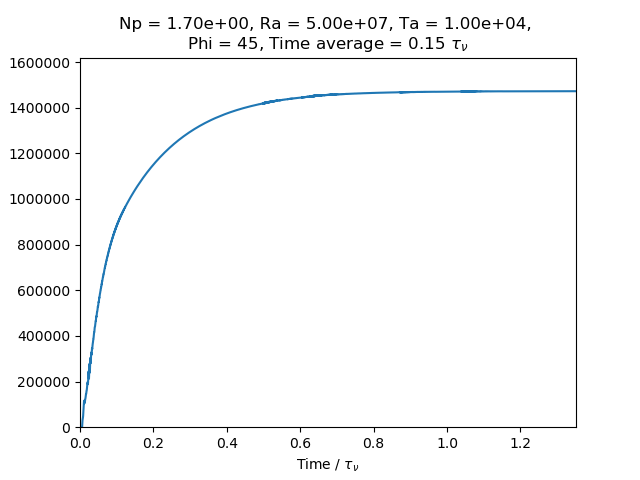 Np = 1.70e+00, Ra = 5.00e+07, Ta = 1.00e+04,
Phi = 45, Time average = 0.15 τν
1600000
1400000
1200000
1000000
800000
600000
400000
200000
0
0.0 0.2 0.4 0.6 0.8 1.0 1.2
Time / τν